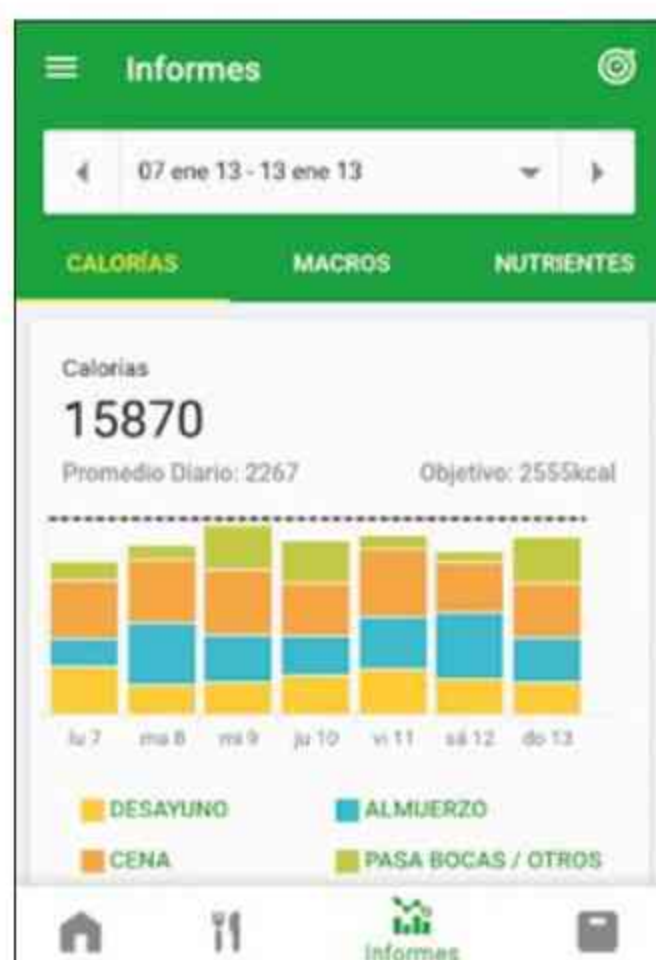 Informes
07 ene 13 - 13 ene 13
CALORÍAS MACROS NUTRIENTES
Calorias
15870
Promedio Diario: 2267 Objetivo: 2555kcal
lu 7 ma 8 mi 9 ju 10 vi 11 sá 12 do 13
DESAYUNO ALMUERZO
CENA PASA BOCAS / OTROS
Informes